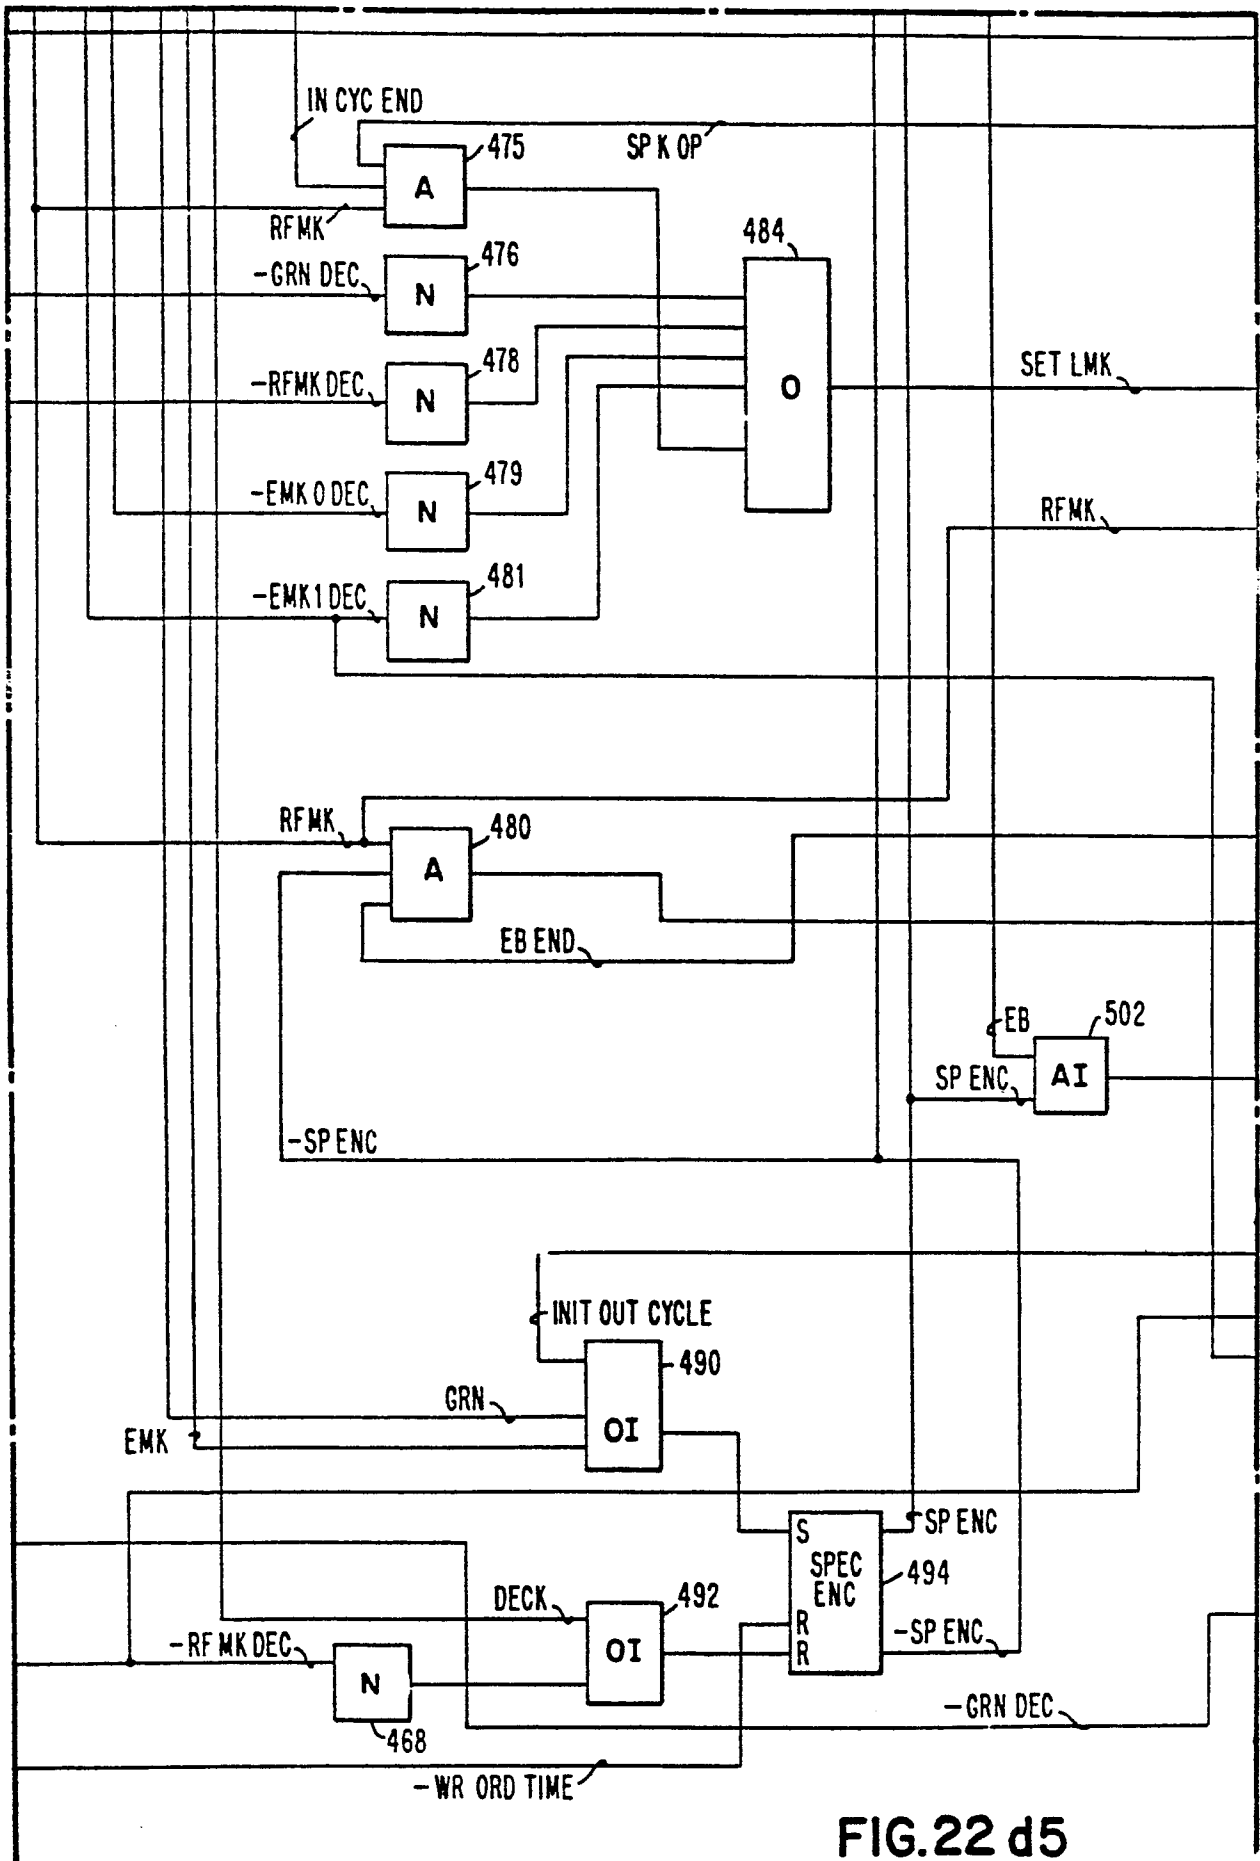 IN CYC END
SP K OP
475
A
RFMK
484
476
-GRN DEC
N
478
-RFMK DEC
N
SET LMK
O
479
-EMK 0 DEC
N
RFMK
481
-EMK 1 DEC
N
RFMK
480
A
EB END
EB
502
SP ENC
AI
-SP ENC
INIT OUT CYCLE
490
GRN
OI
EMK
S
SP ENC
SPEC
ENC
494
DECK
492
R
OI
R
-SP ENC
-RFMK DEC
N
468
-GRN DEC
-WR ORD TIME
FIG.22 d5